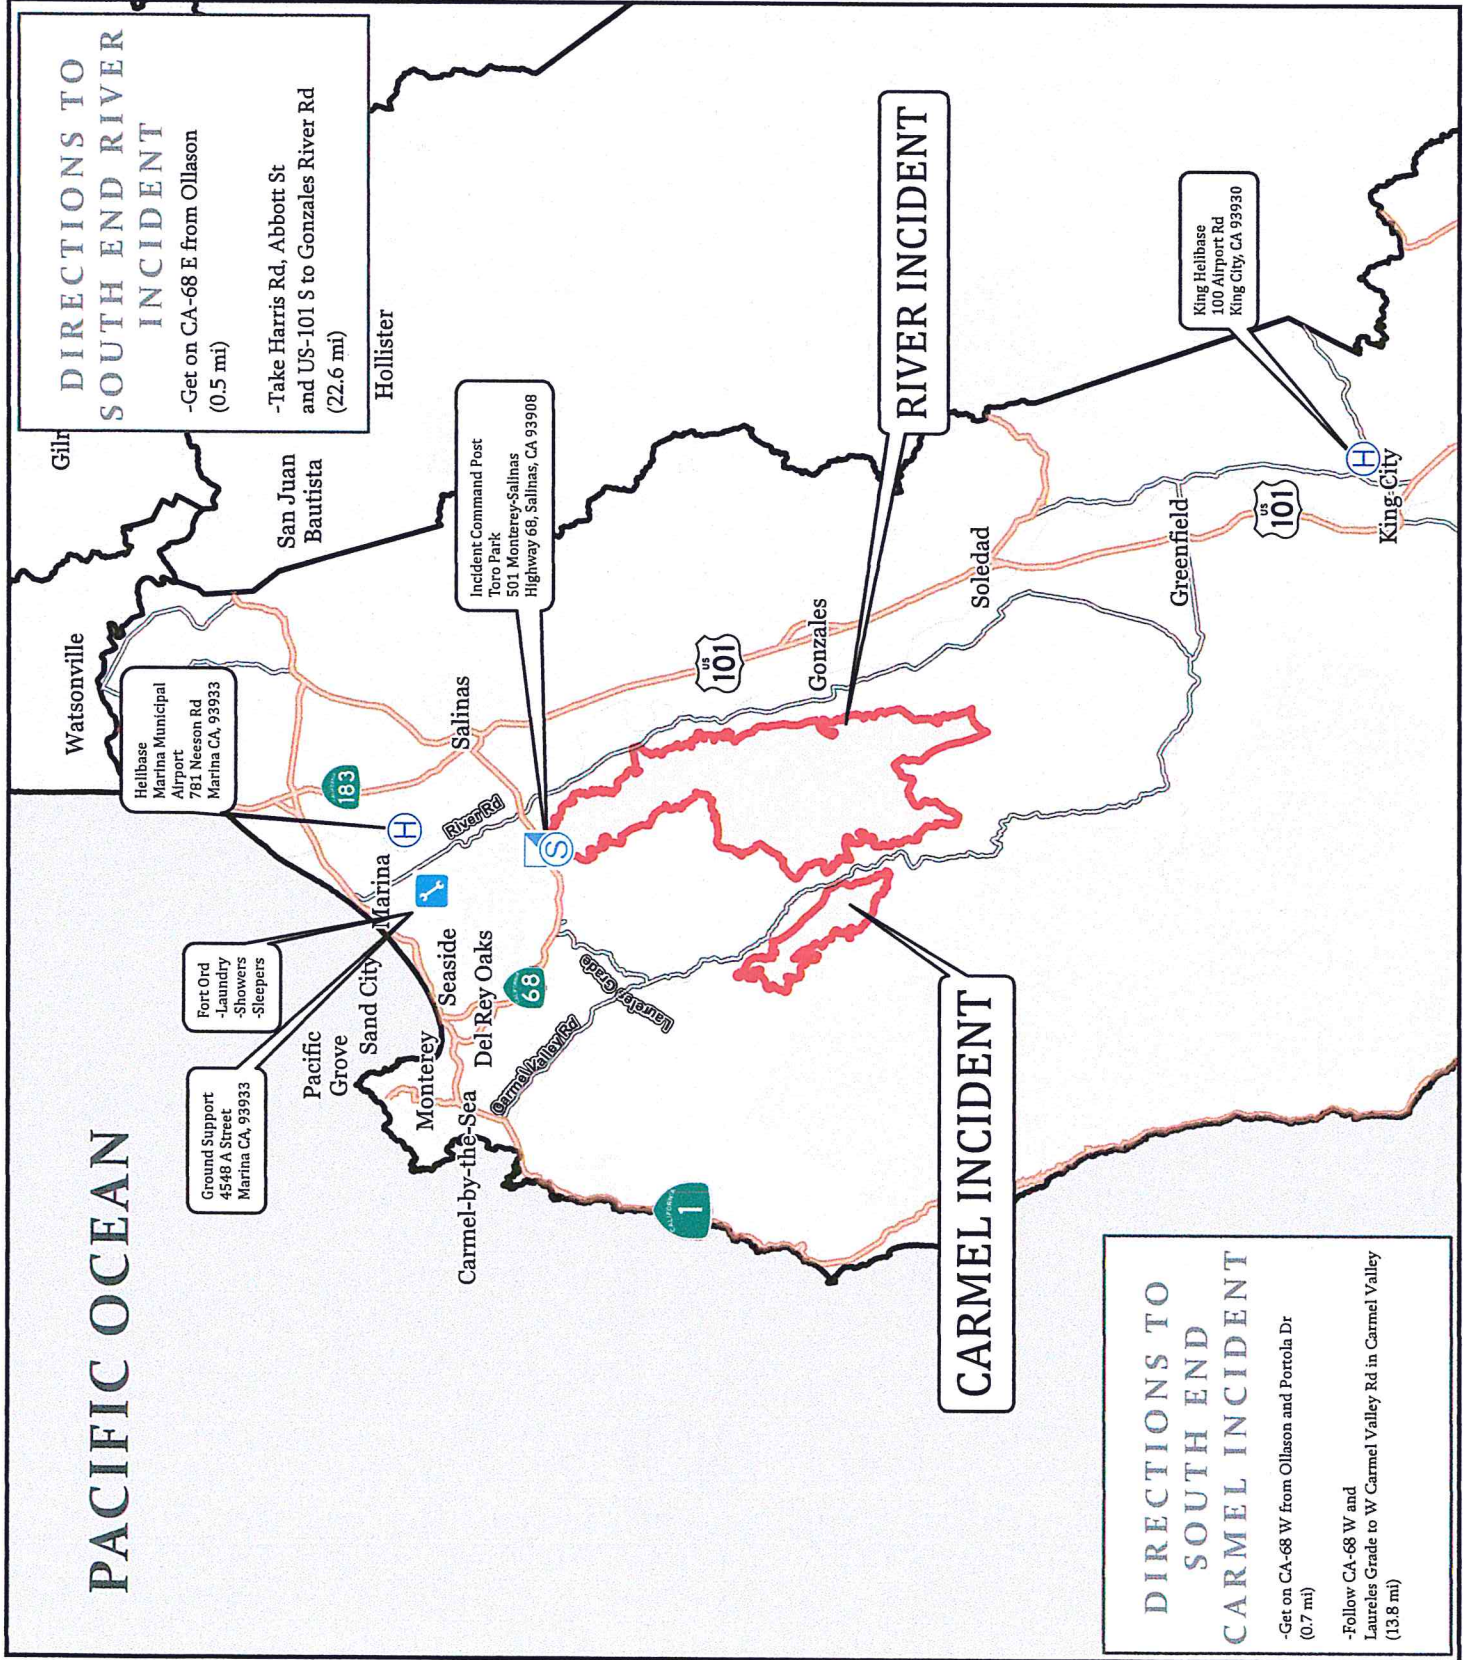 PACIFIC OCEAN
DIRECTIONS TO
SOUTH END RIVER
INCIDENT
-Get on CA-68 E from Ollason
(0.5 mi)
-Take Harris Rd, Abbott St
and US-101 S to Gonzales River Rd
(22.6 mi)
Watsonville
San Juan
Bautista
Hollister
Helibase
Marina Municipal
Airport
781 Neeson Rd
Marina CA, 93933
Fort Ord
-Laundry
-Showers
-Sleepers
Ground Support
4548 A Street
Marina CA, 93933
Incident Command Post
Toro Park
501 Monterey-Salinas
Highway 68, Salinas, CA 93908
CALIFORNIA
183
H
Salinas
Marina
River Rd
S
Pacific
Grove
Sand City
Seaside
Monterey
Del Rey Oaks
CALIFORNIA
68
Carmel-by-the-Sea
Carmel Valley Rd
Laureles Grade
CALIFORNIA
1
US
101
Gonzales
RIVER INCIDENT
CARMEL INCIDENT
Soledad
Greenfield
US
101
King City
H
King Helibase
100 Airport Rd
King City, CA 93930
DIRECTIONS TO
SOUTH END
CARMEL INCIDENT
-Get on CA-68 W from Ollason and Portola Dr
(0.7 mi)
-Follow CA-68 W and
Laureles Grade to W Carmel Valley Rd in Carmel Valley
(13.8 mi)